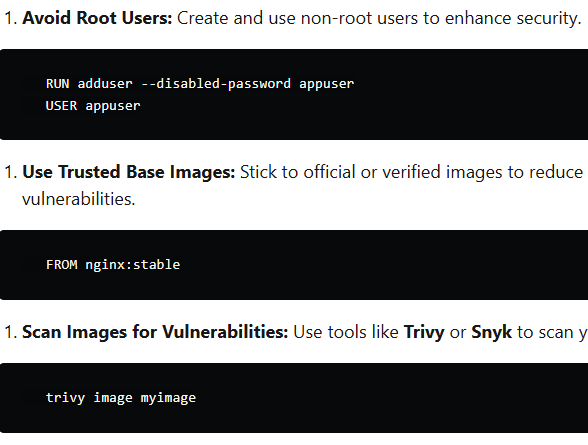 1. Avoid Root Users: Create and use non-root users to enhance security.
RUN adduser --disabled-password appuser
USER appuser
1. Use Trusted Base Images: Stick to official or verified images to reduce
vulnerabilities.
FROM nginx:stable
1. Scan Images for Vulnerabilities: Use tools like Trivy or Snyk to scan
trivy image myimage